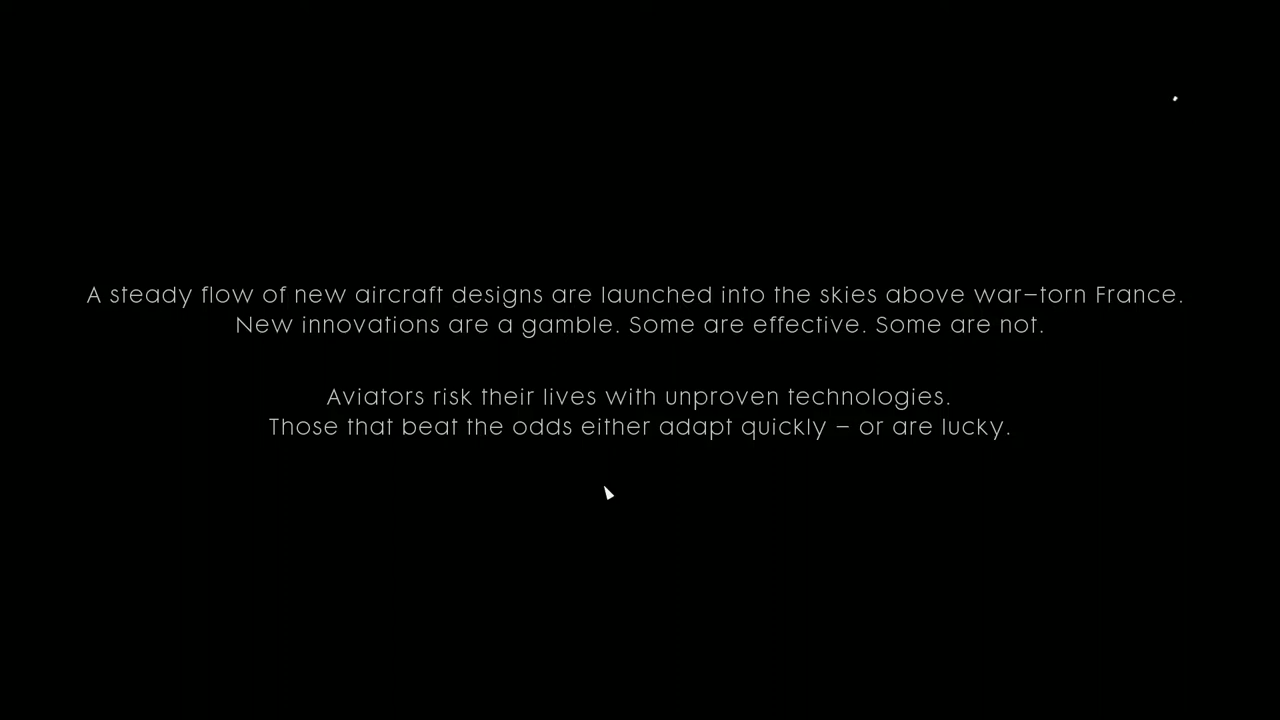 A steady flow of new aircraft designs are launched into the skies above war–torn France.
New innovations are a gamble. Some are effective. Some are not.
Aviators risk their lives with unproven technologies.
Those that beat the odds either adapt quickly – or are lucky.